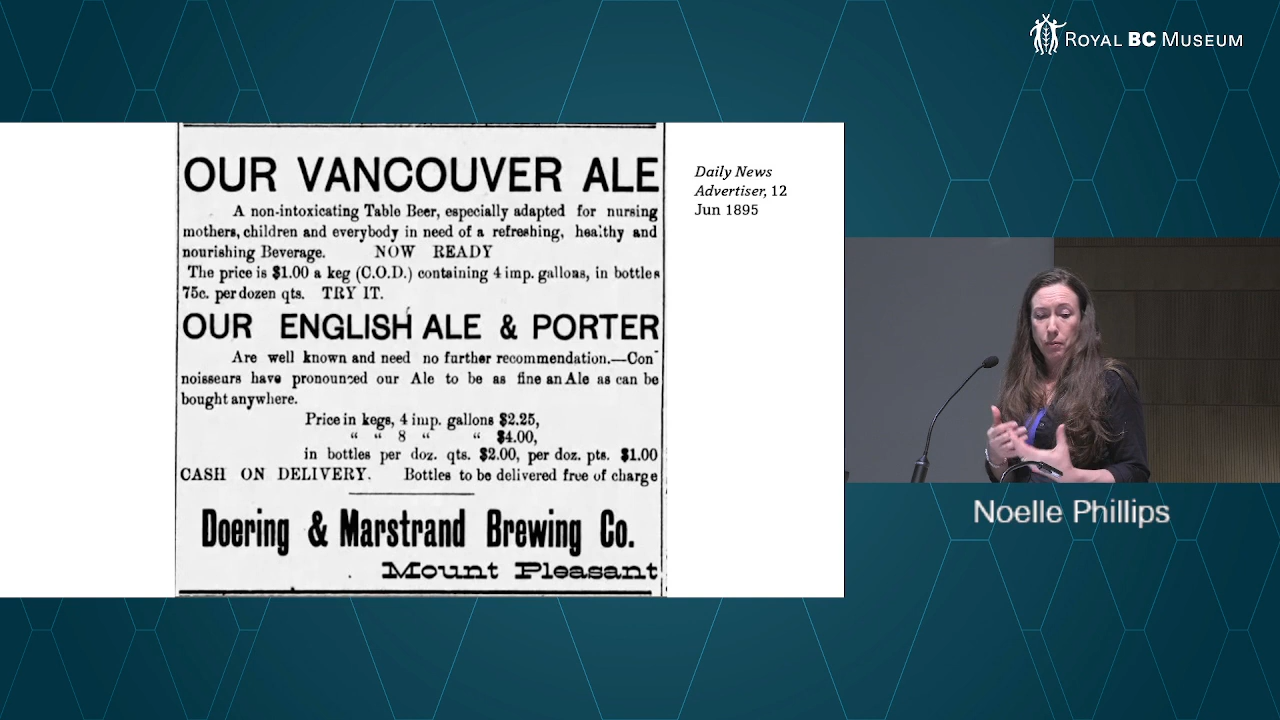 ROYAL BC MUSEUM
OUR VANCOUVER ALE
A non-intoxicating Table Beer, especially adapted for nursing
mothers, children and everybody in need of a refreshing, healthy and
nourishing Beverage. NOW READY
The price is $1.00 a keg (C.O.D.) containing 4 imp. gallons, in bottles
75c. per dozen qts. TRY IT.
OUR ENGLISH ALE & PORTER
Are well known and need no further recommendation.—Con-
noisseurs have pronounced our Ale to be as fine an Ale as can be
bought anywhere.
Price in kegs, 4 imp. gallons $2.25,
“ “ 8 “ “ $4.00,
in bottles per doz. qts. $2.00, per doz. pts. $1.00
CASH ON DELIVERY. Bottles to be delivered free of charge
Doering & Marstrand Brewing Co.
Mount Pleasant
Daily News
Advertiser, 12
Jun 1895
Noelle Phillips